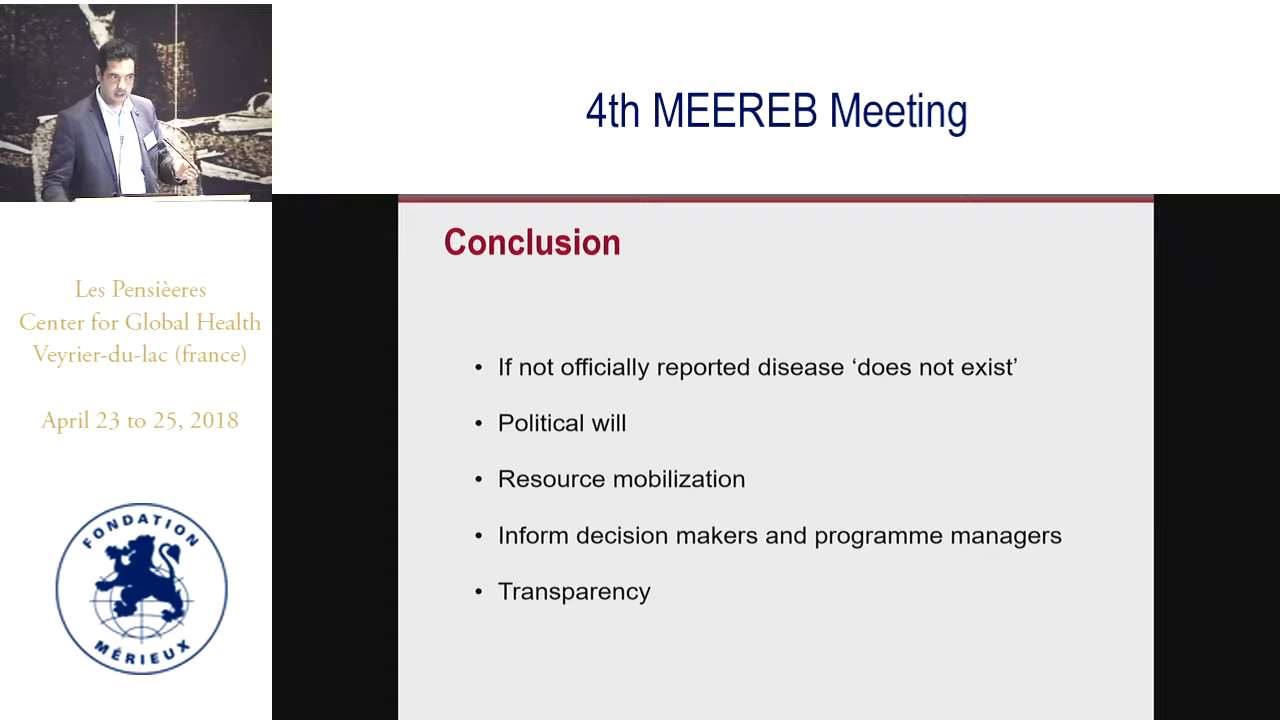 4th MEEREB Meeting
Les Pensièeres
Center for Global Health
Veyrier-du-lac (france)
April 23 to 25, 2018
FONDATION
MÉRIEUX
Conclusion
• If not officially reported disease ‘does not exist’
• Political will
• Resource mobilization
• Inform decision makers and programme managers
• Transparency